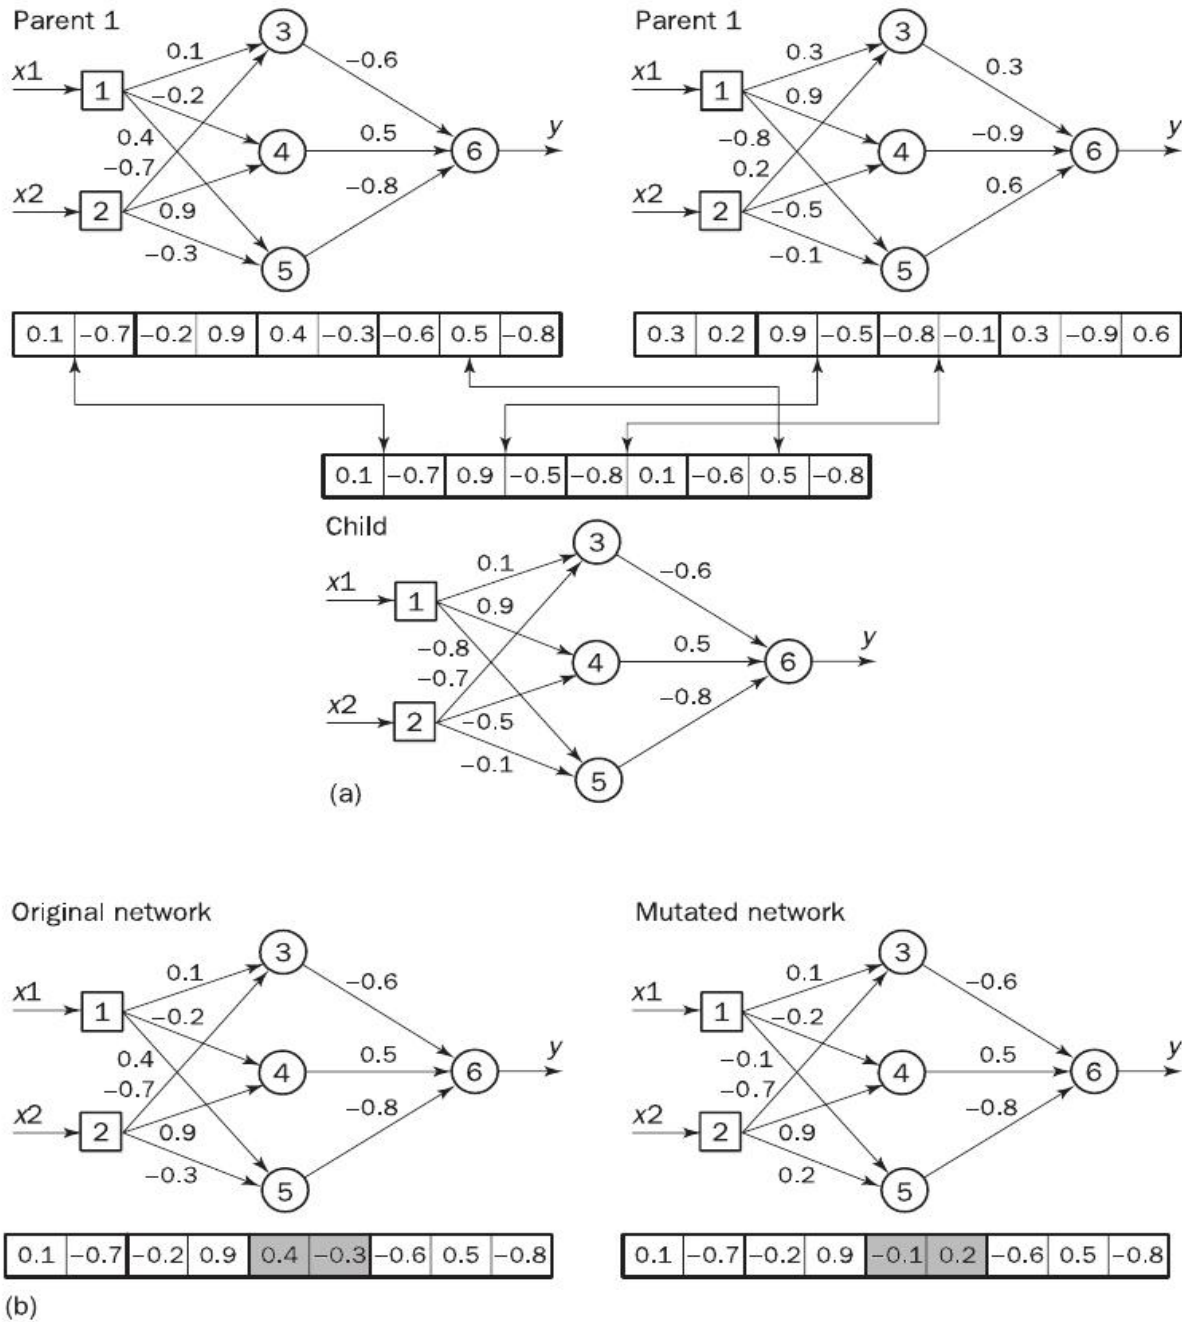 Parent 1 Parent 1
3 3
0.1 −0.6 0.3 0.3
x1 1 −0.2 x1 1 0.9
0.4 4 0.5 6 y −0.8 4 −0.9 6 y
−0.7 −0.8 0.2 0.6
x2 2 0.9 x2 2 −0.5
−0.3 5 −0.1 5
0.1 −0.7 −0.2 0.9 0.4 −0.3 −0.6 0.5 −0.8 0.3 0.2 0.9 −0.5 −0.8 −0.1 0.3 −0.9 0.6
0.1 −0.7 0.9 −0.5 −0.8 0.1 −0.6 0.5 −0.8
Child
3
0.1 −0.6
x1 1 0.9
−0.8 4 0.5 6 y
−0.7 −0.8
x2 2 −0.5
−0.1 5
(a)
Original network Mutated network
3 3
0.1 −0.6 0.1 −0.6
x1 1 −0.2 x1 1 −0.2
0.4 4 0.5 6 y −0.1 4 0.5 6 y
−0.7 −0.8 −0.7 −0.8
x2 2 0.9 x2 2 0.9
−0.3 5 0.2 5
0.1 −0.7 −0.2 0.9 0.4 −0.3 −0.6 0.5 −0.8 0.1 −0.7 −0.2 0.9 −0.1 0.2 −0.6 0.5 −0.8
(b)